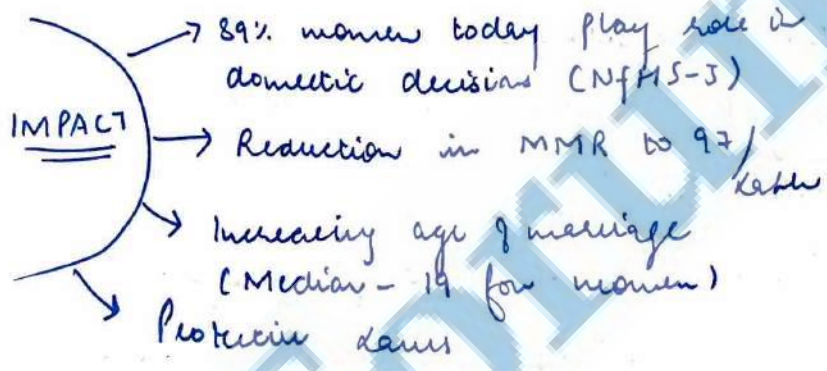 IMPACT
→ 89% women today play role in
domestic decisions (NFHS-5)
→ Reduction in MMR to 97/
lakh
→ Increasing age of marriage
(Median - 19 for women)
→ Protective Laws